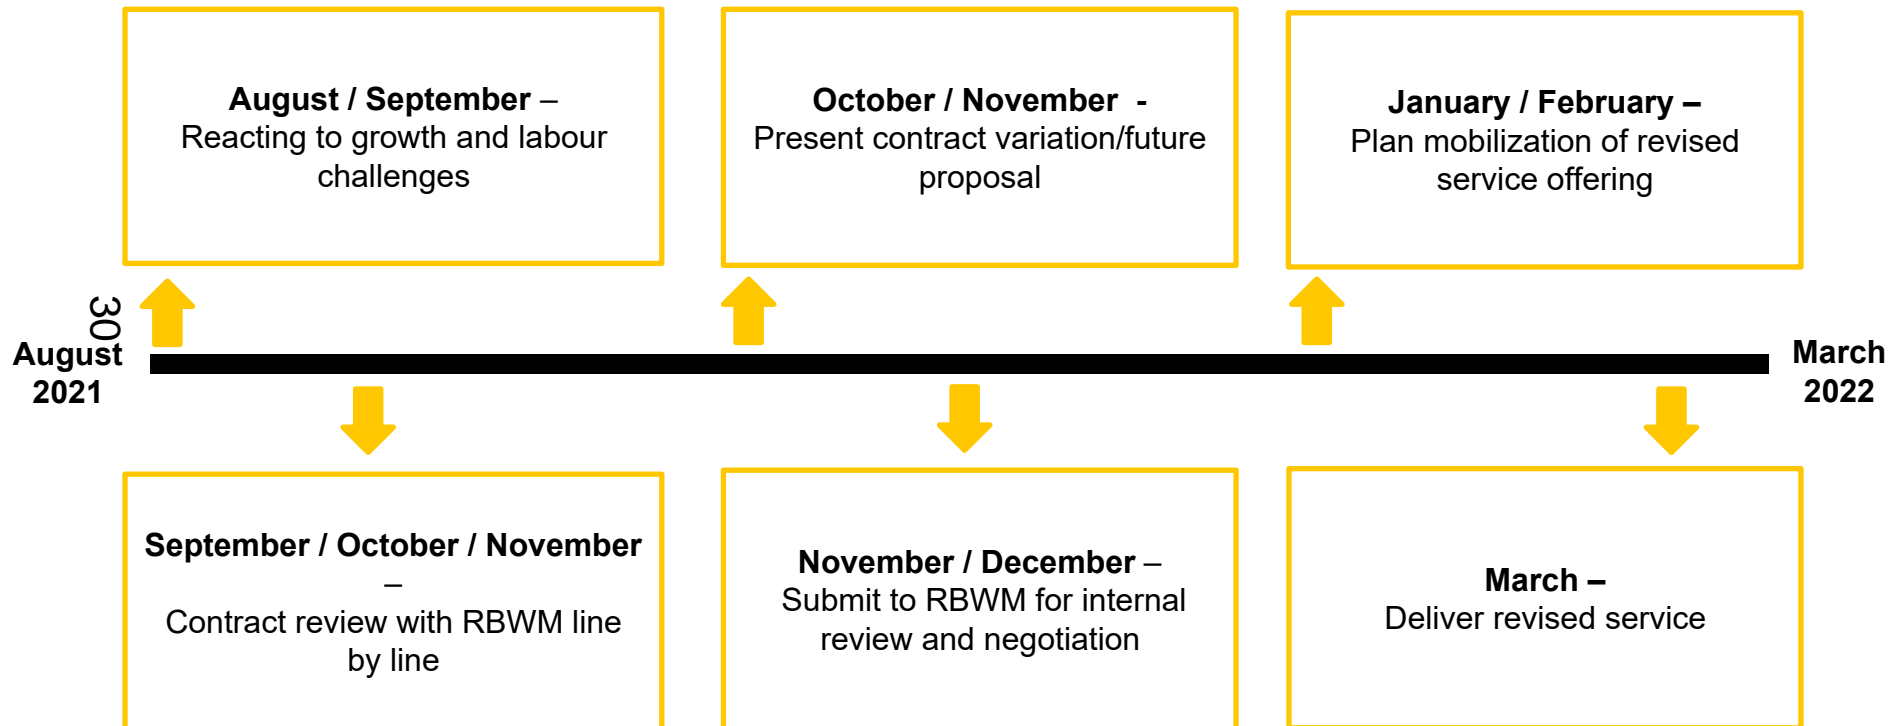 August / September –
Reacting to growth and labour
challenges
October / November  -
Present contract variation/future
proposal
January / February –
Plan mobilization of revised
service offering
30
August
2021
March
2022
September / October / November
–
Contract review with RBWM line
by line
November / December –
Submit to RBWM for internal
review and negotiation
March –
Deliver revised service